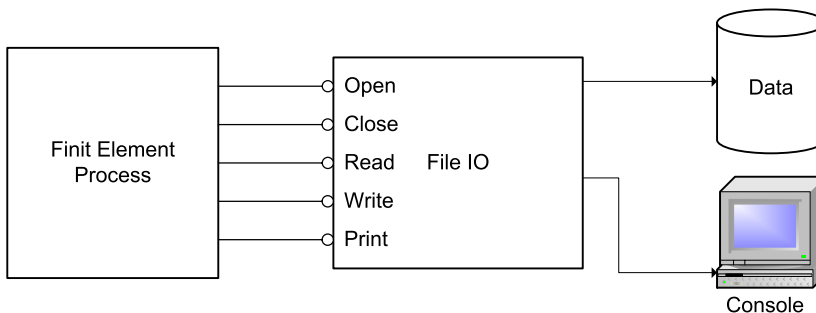 Finit Element
Process
Open
Close
Read
Write
Print
File IO
Data
Console